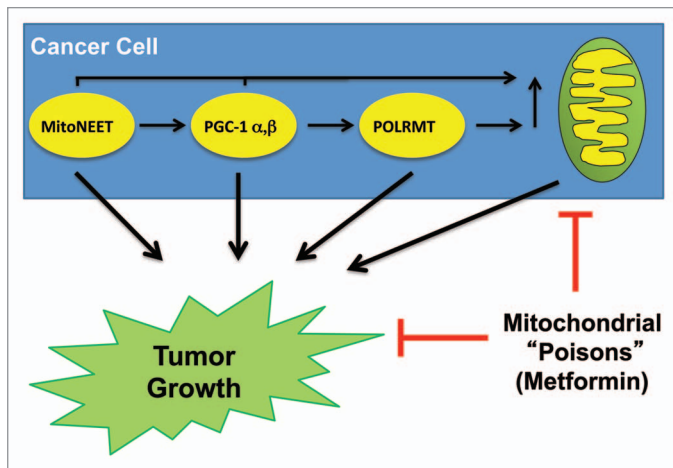 Cancer Cell
MitoNEET
PGC-1 α,β
POLRMT
Mitochondrial
“Poisons”
(Metformin)
Tumor
Growth